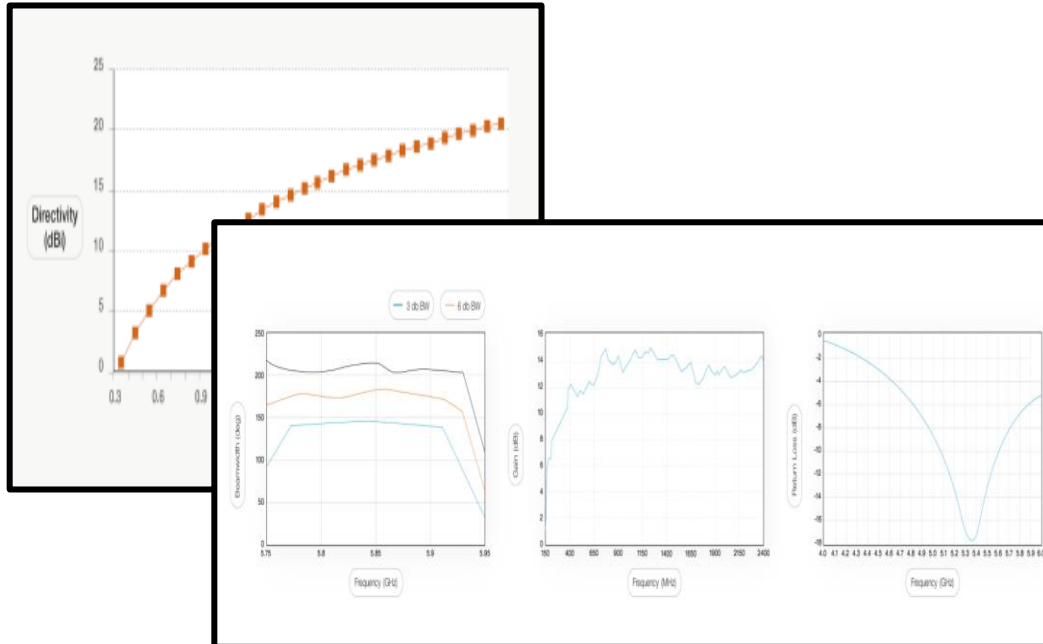 25
20
15
10
5
0
Directivity
(dBi)
0.3 0.6 0.9
3 db BW 6 db BW
250
200
150
100
50
0
Beamwidth (deg)
5.75 5.8 5.85 5.9 5.95
Frequency (GHz)
16
14
12
10
8
6
4
2
0
Gain (dBi)
150 400 650 900 1150 1400 1650 1900 2150 2400
Frequency (MHz)
0
-2
-4
-6
-8
-10
-12
-14
-16
-18
Return Loss (dB)
4.0 4.1 4.2 4.3 4.4 4.5 4.6 4.7 4.8 4.9 5.0 5.1 5.2 5.3 5.4 5.5 5.6 5.7 5.8 5.9 6.0
Frequency (GHz)